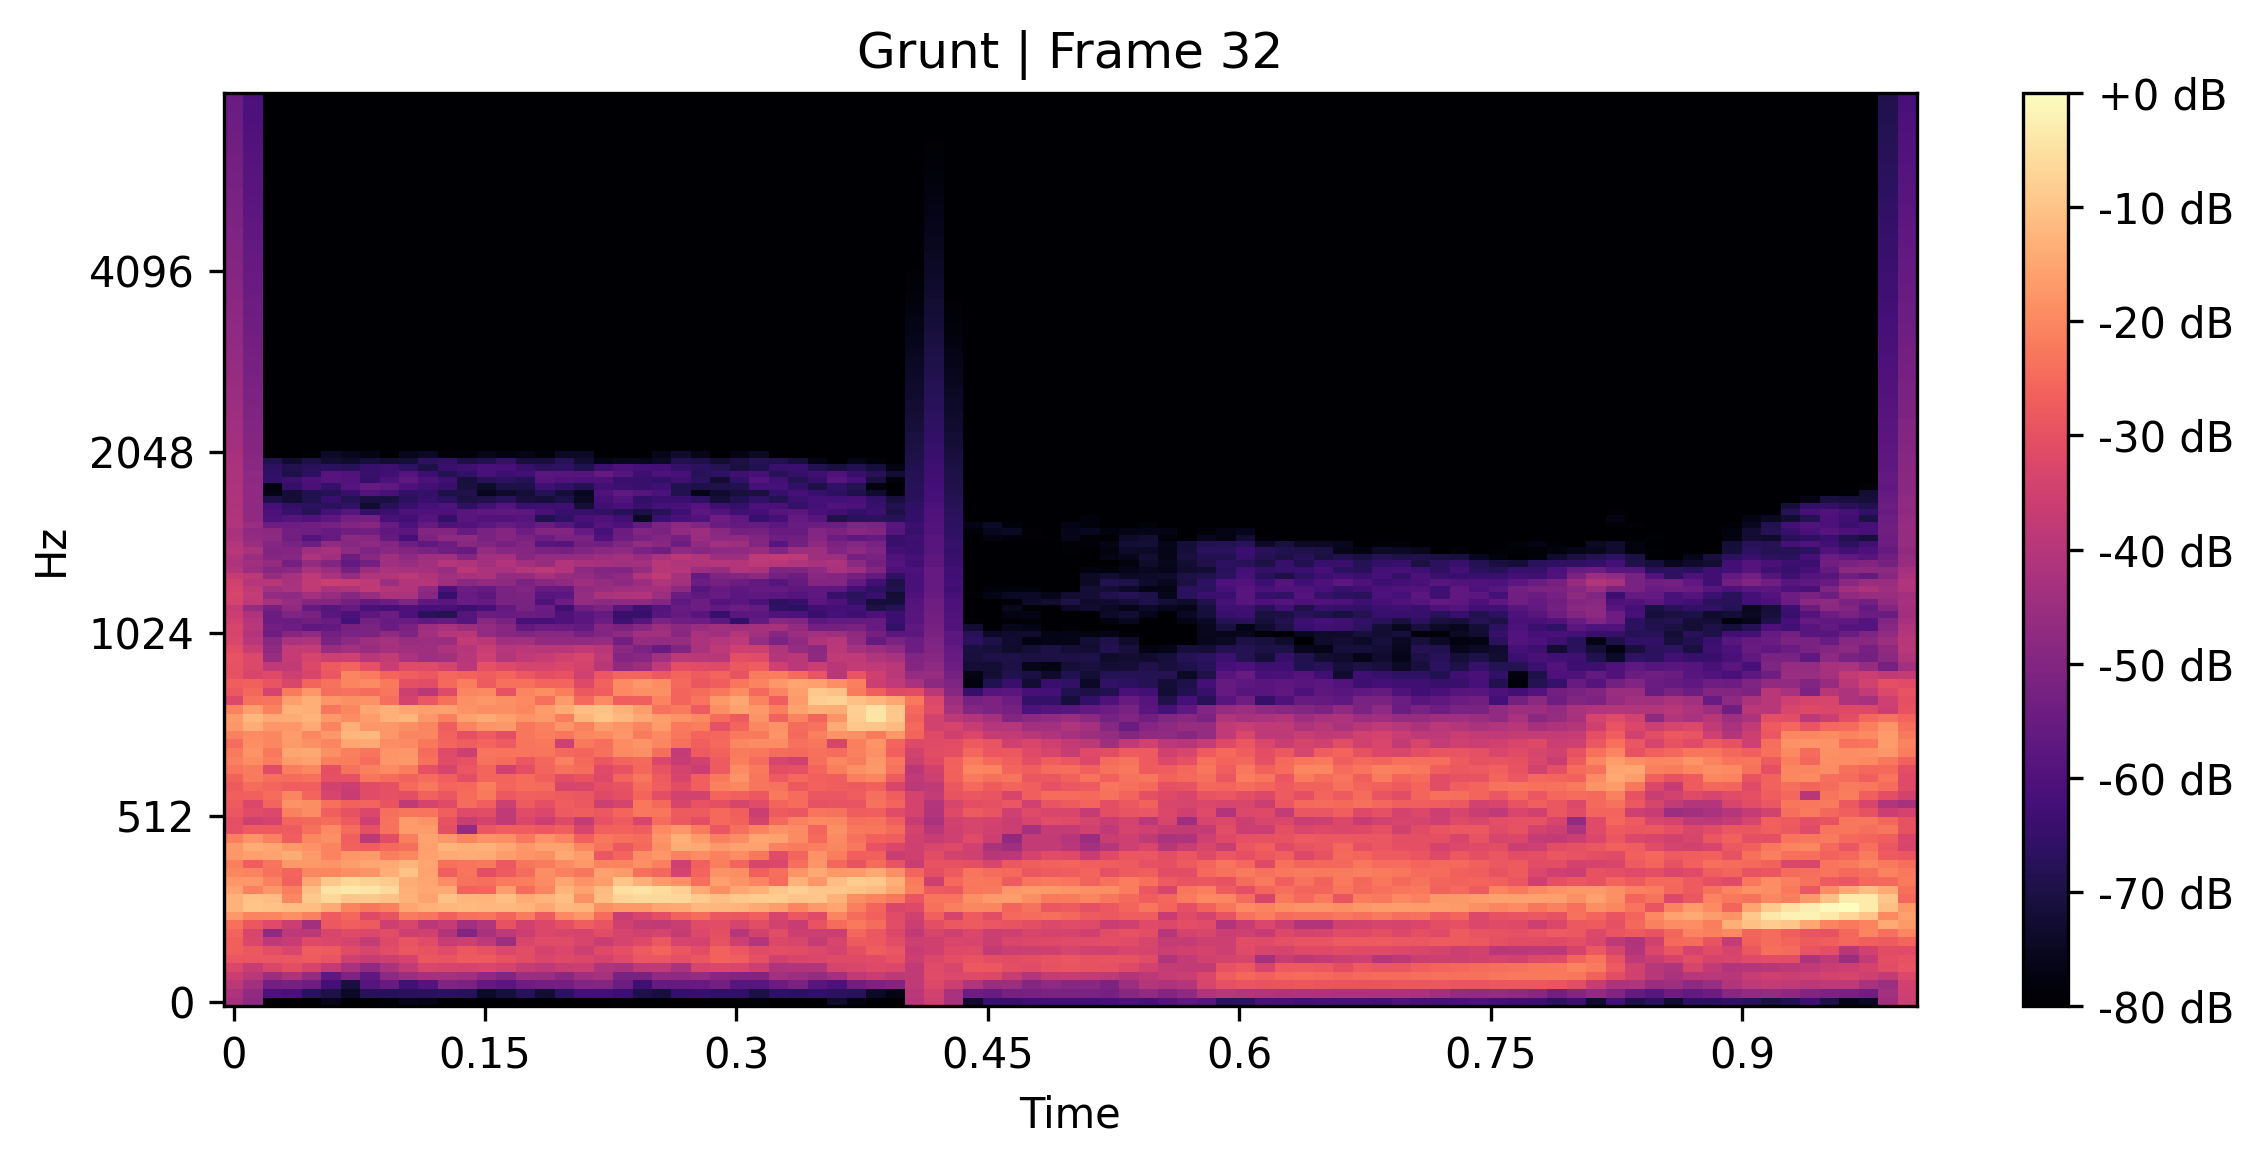 Grunt | Frame 32
+0 dB
-10 dB
-20 dB
-30 dB
-40 dB
-50 dB
-60 dB
-70 dB
-80 dB
Hz
4096
2048
1024
512
0
0 0.15 0.3 0.45 0.6 0.75 0.9
Time